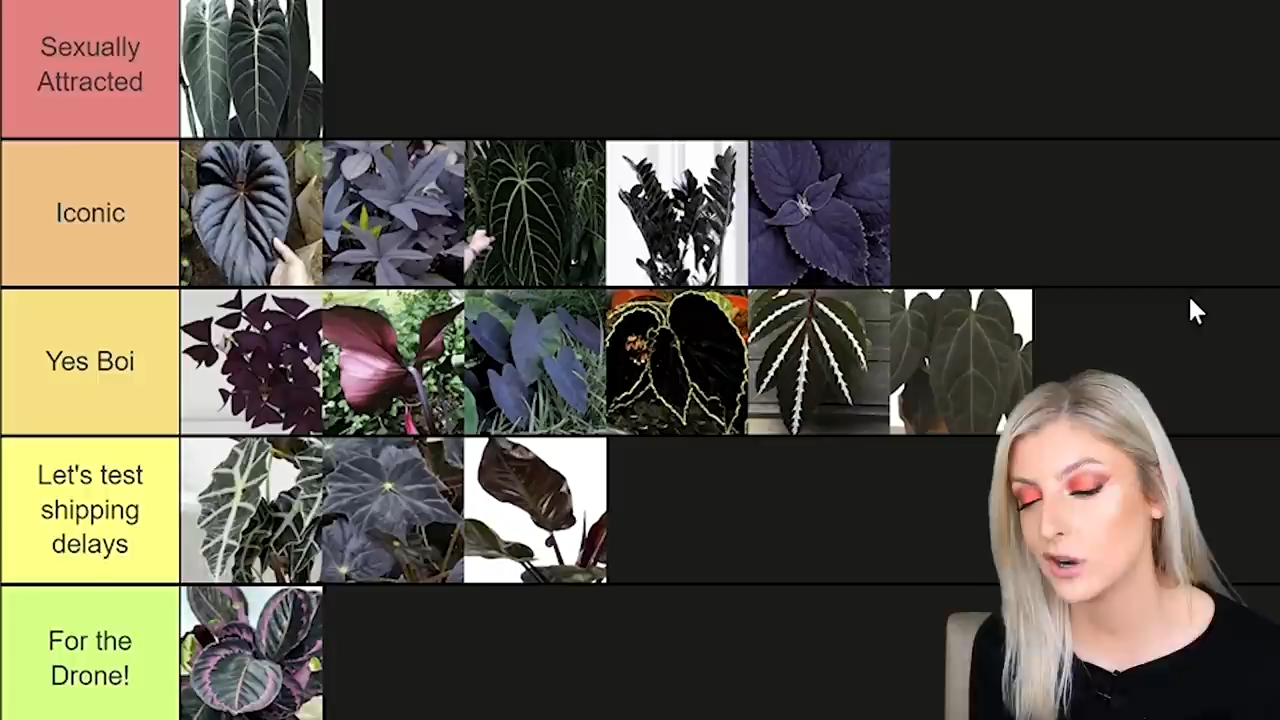 Sexually
Attracted
Iconic
Yes Boi
Let's test
shipping
delays
For the
Drone!